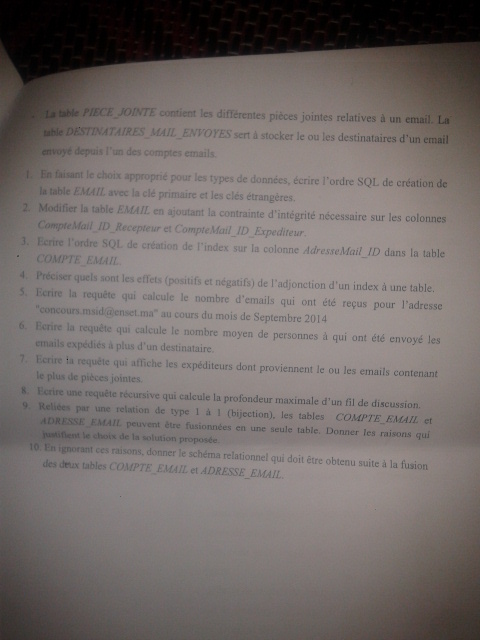 La table PIECE_JOINTE contient les différentes pièces jointes relatives à un email. La
table DESTINATAIRES_MAIL_ENVOYES sert à stocker le ou les destinataires d'un email
envoyé depuis l'un des comptes emails.
1. En faisant le choix approprié pour les types de données, écrire l'ordre SQL de création de
la table EMAIL avec la clé primaire et les clés étrangères.
2. Modifier la table EMAIL en ajoutant la contrainte d'intégrité nécessaire sur les colonnes
CompteMail_ID_Recepteur et CompteMail_ID_Expediteur.
3. Ecrire l'ordre SQL de création de l'index sur la colonne AdresseMail_ID dans la table
COMPTE_EMAIL.
4. Préciser quels sont les effets (positifs et négatifs) de l'adjonction d'un index à une table.
5. Ecrire la requête qui calcule le nombre d'emails qui ont été reçus pour l'adresse
"concours.msid@enset.ma" au cours du mois de Septembre 2014
6. Ecrire la requête qui calcule le nombre moyen de personnes à qui ont été envoyé les
emails expédiés à plus d'un destinataire.
7. Ecrire la requête qui affiche les expéditeurs dont proviennent le ou les emails contenant
le plus de pièces jointes.
8. Ecrire une requête récursive qui calcule la profondeur maximale d'un fil de discussion.
9. Reliées par une relation de type 1 à 1 (bijection), les tables COMPTE_EMAIL et
ADRESSE_EMAIL peuvent être fusionnées en une seule table. Donner les raisons qui
justifient le choix de la solution proposée.
10. En ignorant ces raisons, donner le schéma relationnel qui doit être obtenu suite à la fusion
des deux tables COMPTE_EMAIL et ADRESSE_EMAIL.